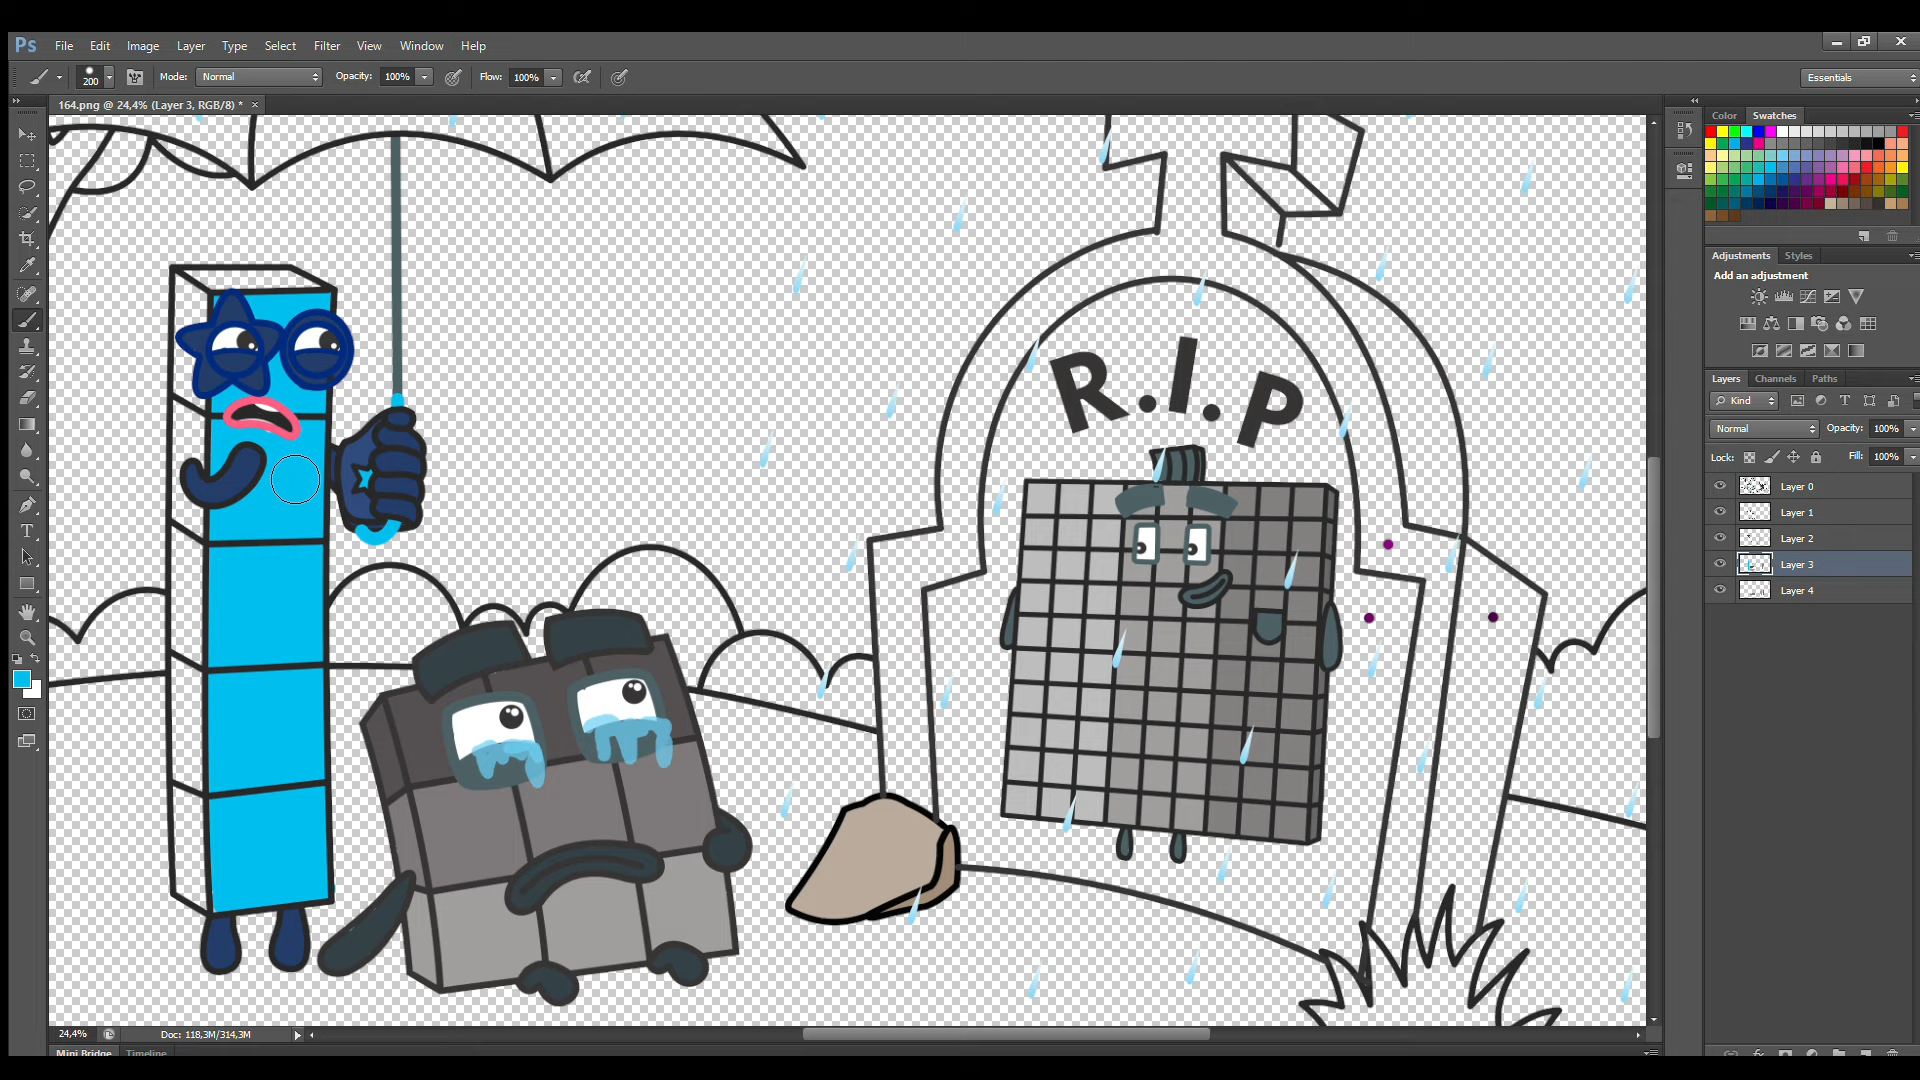 Ps File Edit Image Layer Type Select Filter View Window Help
200 Mode: Normal Opacity: 100% Flow: 100% Essentials
164.png @ 24,4% (Layer 3, RGB/8) *
Color Swatches
Adjustments Styles
Add an adjustment
R.I.P
Layers Channels Paths
Kind
Normal Opacity: 100%
Lock: Fill: 100%
Layer 0
Layer 1
Layer 2
Layer 3
Layer 4
24,4% Doc: 118,3M/314,3M
Mini Bridge Timeline